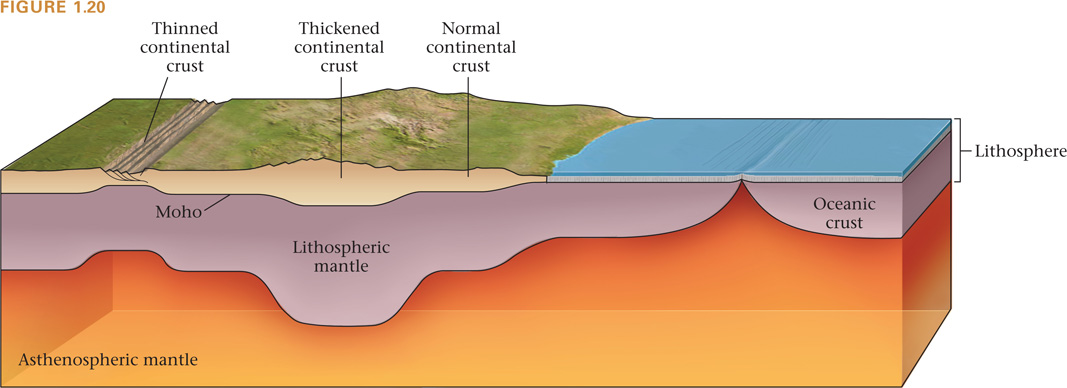 FIGURE 1.20
Thinned
continental
crust
Thickened
continental
crust
Normal
continental
crust
Lithosphere
Moho
Oceanic
crust
Lithospheric
mantle
Asthenospheric mantle